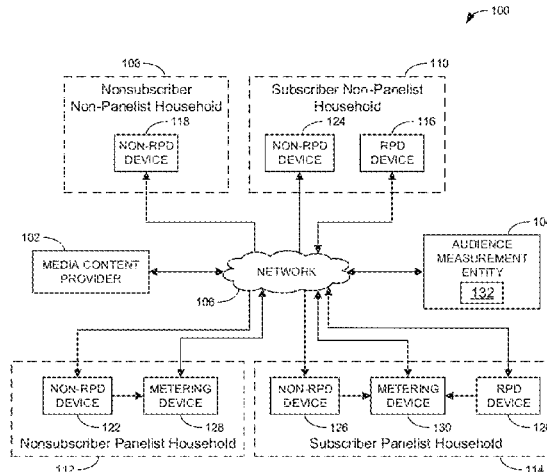 100
108
Nonsubscriber
Non-Panelist Household
118
NON-RPD
DEVICE
110
Subscriber Non-Panelist
Household
124
116
NON-RPD
DEVICE
RPD
DEVICE
102
MEDIA CONTENT
PROVIDER
NETWORK
106
104
AUDIENCE
MEASUREMENT
ENTITY
132
NON-RPD
DEVICE
METERING
DEVICE
122
128
Nonsubscriber Panelist Household
112
NON-RPD
DEVICE
METERING
DEVICE
RPD
DEVICE
126
130
120
Subscriber Panelist Household
114